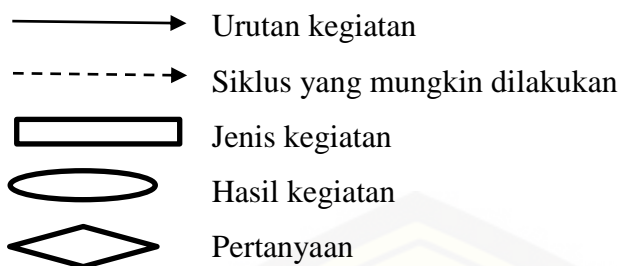 Urutan kegiatan
Siklus yang mungkin dilakukan
Jenis kegiatan
Hasil kegiatan
Pertanyaan